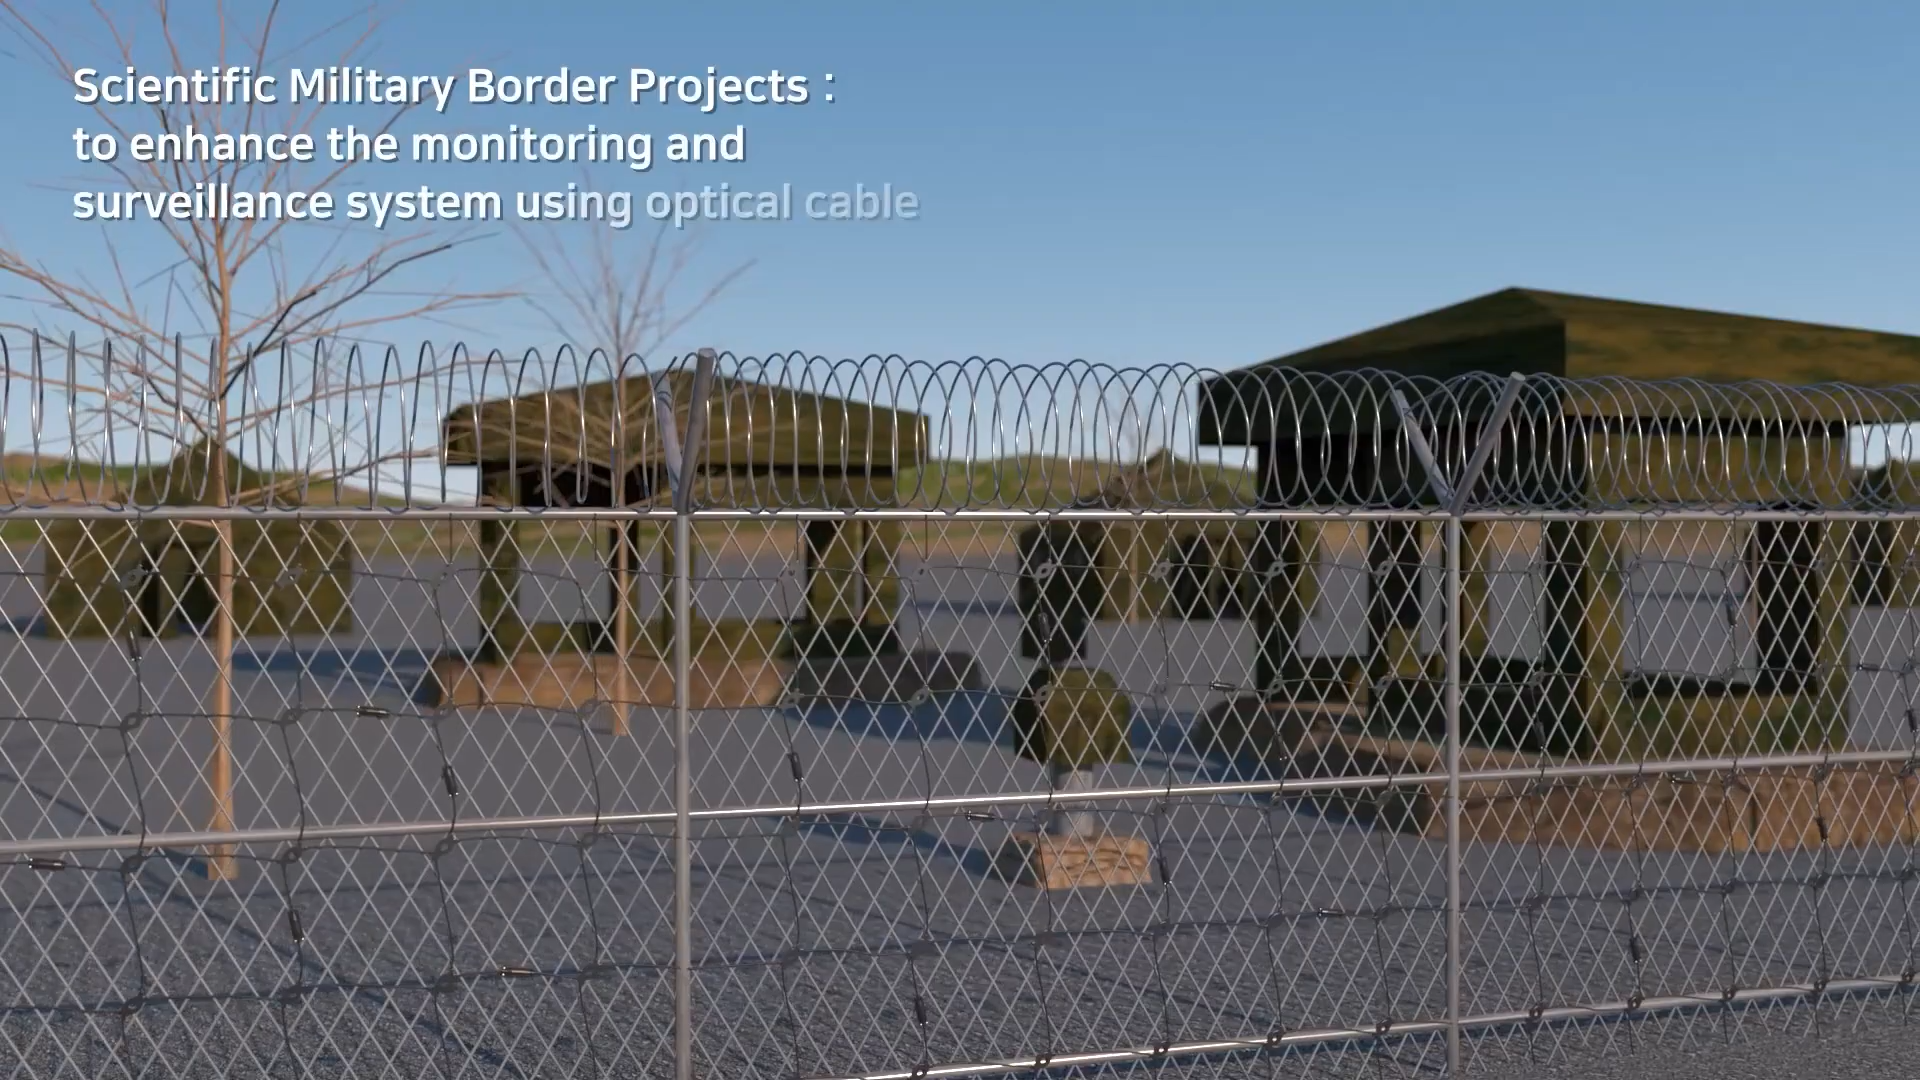 Scientific Military Border Projects :
to enhance the monitoring and
surveillance system using optical cable